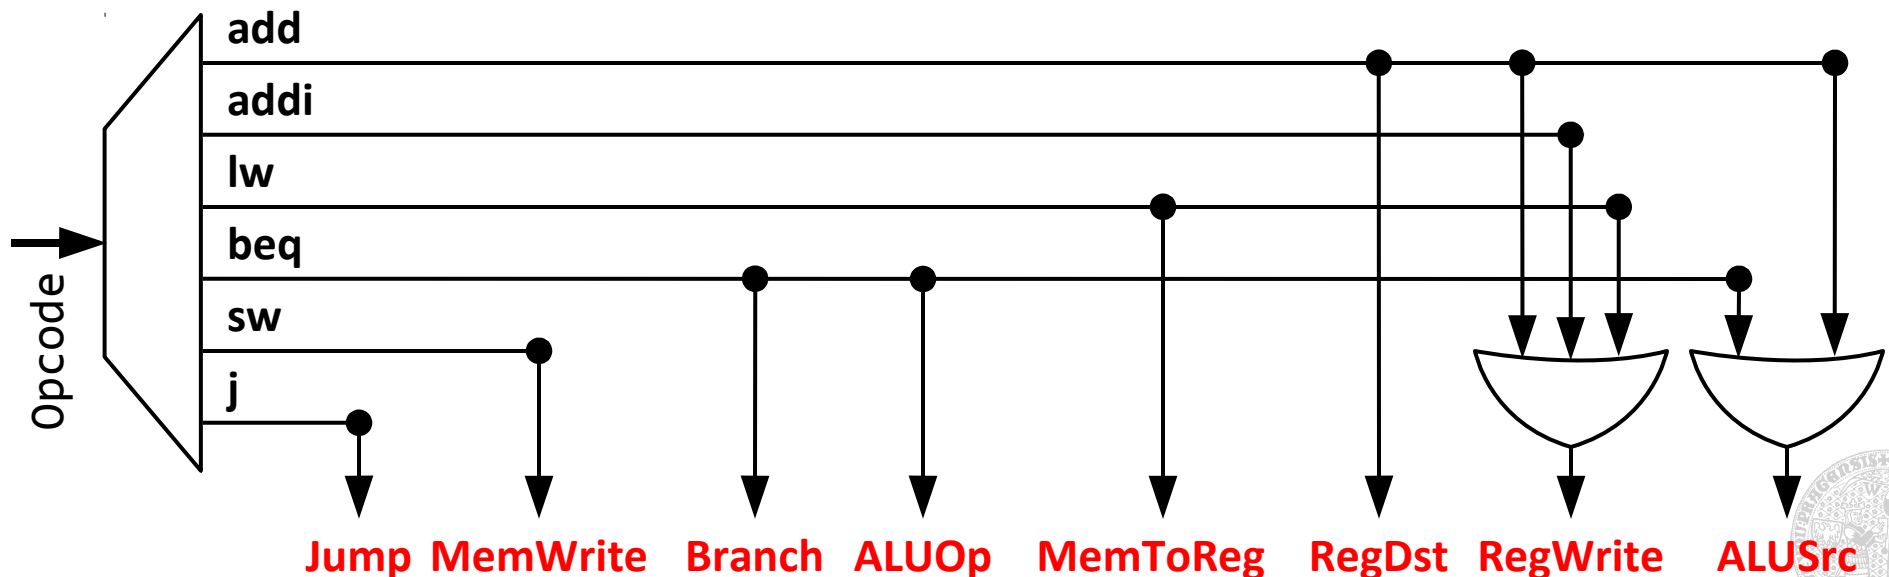 add
addi
lw
beq
sw
j
Opcode
Jump MemWrite Branch ALUOp MemToReg RegDst RegWrite ALUSrc